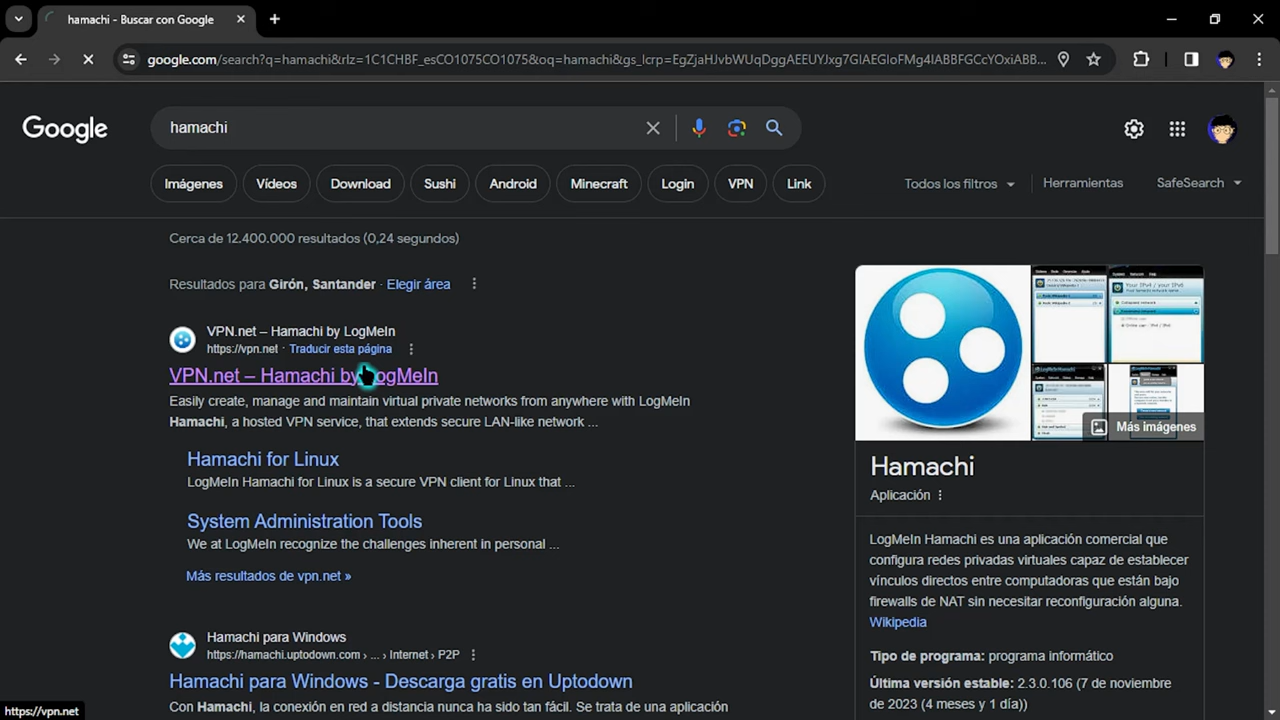 hamachi - Buscar con Google
google.com/search?q=hamachi&rlz=1C1CHBF_esCO1075CO1075&oq=hamachi&gs_lcrp=EgZjaHJvbWUqDggAEEUYJxg7GIAEGIoFMg4IABBFGCcYOxiABB...
Google
hamachi
Imágenes Vídeos Download Sushi Android Minecraft Login VPN Link
Todos los filtros Herramientas SafeSearch
Cerca de 12.400.000 resultados (0,24 segundos)
Resultados para Girón, Santander Elegir área
VPN.net – Hamachi by LogMeIn
https://vpn.net · Traducir esta página
VPN.net – Hamachi by LogMeIn
Easily create, manage and maintain virtual private networks from anywhere with LogMeIn
Hamachi, a hosted VPN service, that extends secure LAN-like network ...
Hamachi for Linux
LogMeIn Hamachi for Linux is a secure VPN client for Linux that ...
System Administration Tools
We at LogMeIn recognize the challenges inherent in personal ...
Más resultados de vpn.net »
Hamachi para Windows
https://hamachi.uptodown.com › ... › Internet › P2P
Hamachi para Windows - Descarga gratis en Uptodown
Con Hamachi, la conexión en red a distancia nunca ha sido tan fácil. Se trata de una aplicación
Más imágenes
Hamachi
Aplicación
LogMeIn Hamachi es una aplicación comercial que
configura redes privadas virtuales capaz de establecer
vínculos directos entre computadoras que están bajo
firewalls de NAT sin necesitar reconfiguración alguna.
Wikipedia
Tipo de programa: programa informático
Última versión estable: 2.3.0.106 (7 de noviembre
de 2023 (4 meses y 1 día))
https://vpn.net